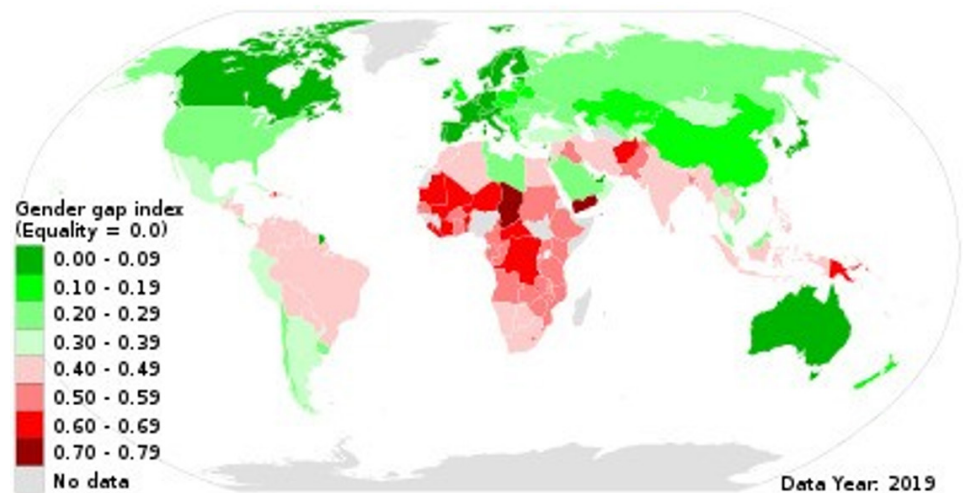 Gender gap index
(Equality = 0.0)
0.00 - 0.09
0.10 - 0.19
0.20 - 0.29
0.30 - 0.39
0.40 - 0.49
0.50 - 0.59
0.60 - 0.69
0.70 - 0.79
No data
Data Year: 2019